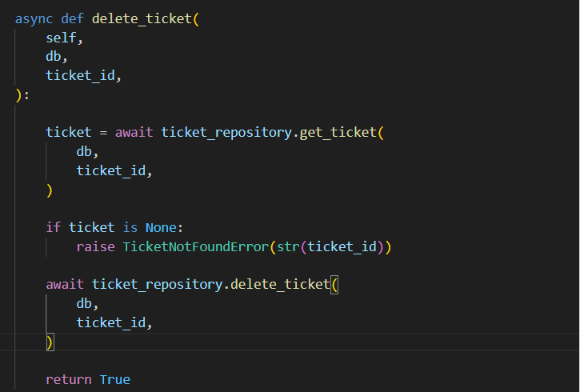 async def delete_ticket(
    self,
    db,
    ticket_id,
):
    ticket = await ticket_repository.get_ticket(
        db,
        ticket_id,
    )
    if ticket is None:
        raise TicketNotFoundError(str(ticket_id))
    await ticket_repository.delete_ticket(
        db,
        ticket_id,
    )
    return True